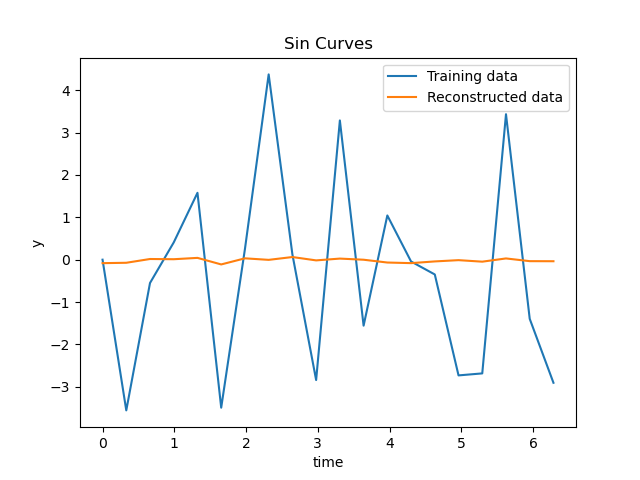 Sin Curves
Training data
Reconstructed data
4
3
2
1
0
−1
−2
−3
y
0 1 2 3 4 5 6
time